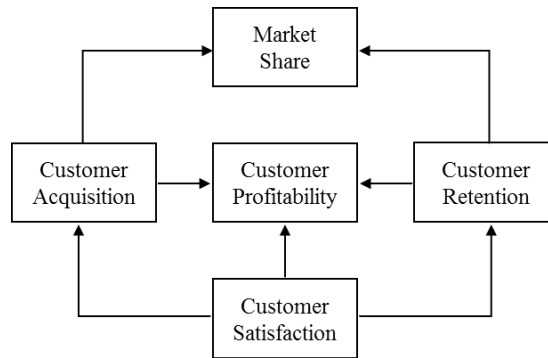 Market
Share
Customer
Acquisition
Customer
Profitability
Customer
Retention
Customer
Satisfaction